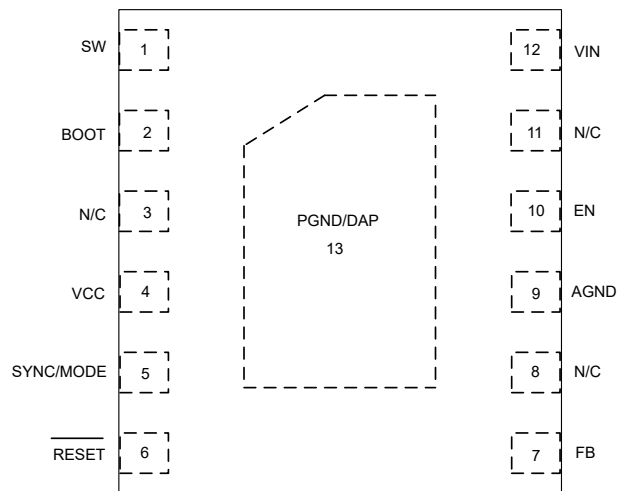 SW 1 12 VIN
BOOT 2 11 N/C
N/C 3 10 EN
PGND/DAP
13
VCC 4 9 AGND
SYNC/MODE 5 8 N/C
RESET 6 7 FB